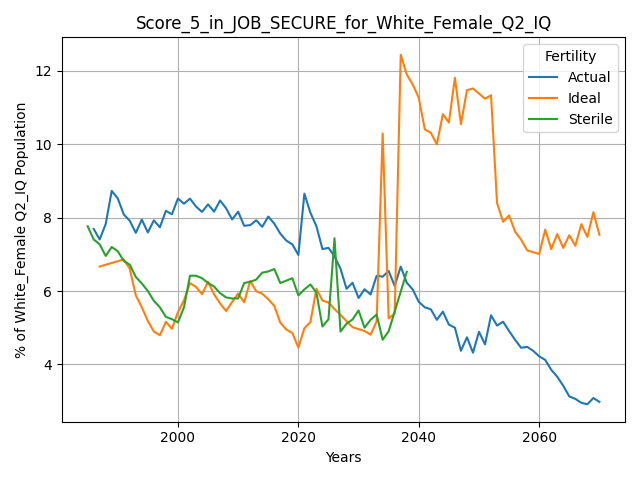 Score_5_in_JOB_SECURE_for_White_Female_Q2_IQ
% of White_Female Q2_IQ Population
12
10
8
6
4
Fertility
Actual
Ideal
Sterile
2000
2020
2040
2060
Years